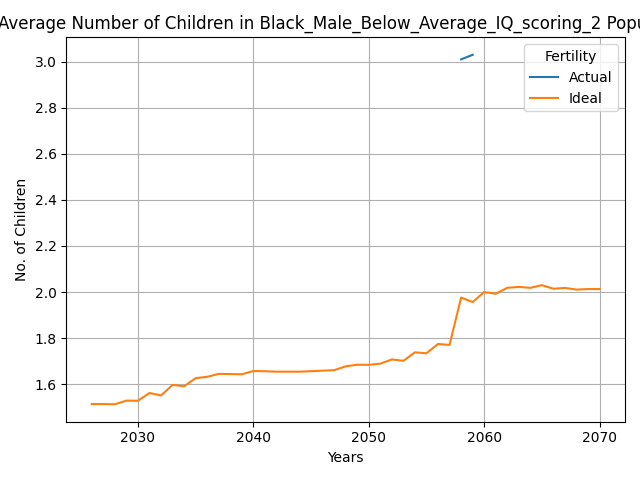 Average Number of Children in Black_Male_Below_Average_IQ_scoring_2 Popu
3.0
2.8
2.6
2.4
2.2
2.0
1.8
1.6
No. of Children
Fertility
Actual
Ideal
2030 2040 2050 2060 2070
Years